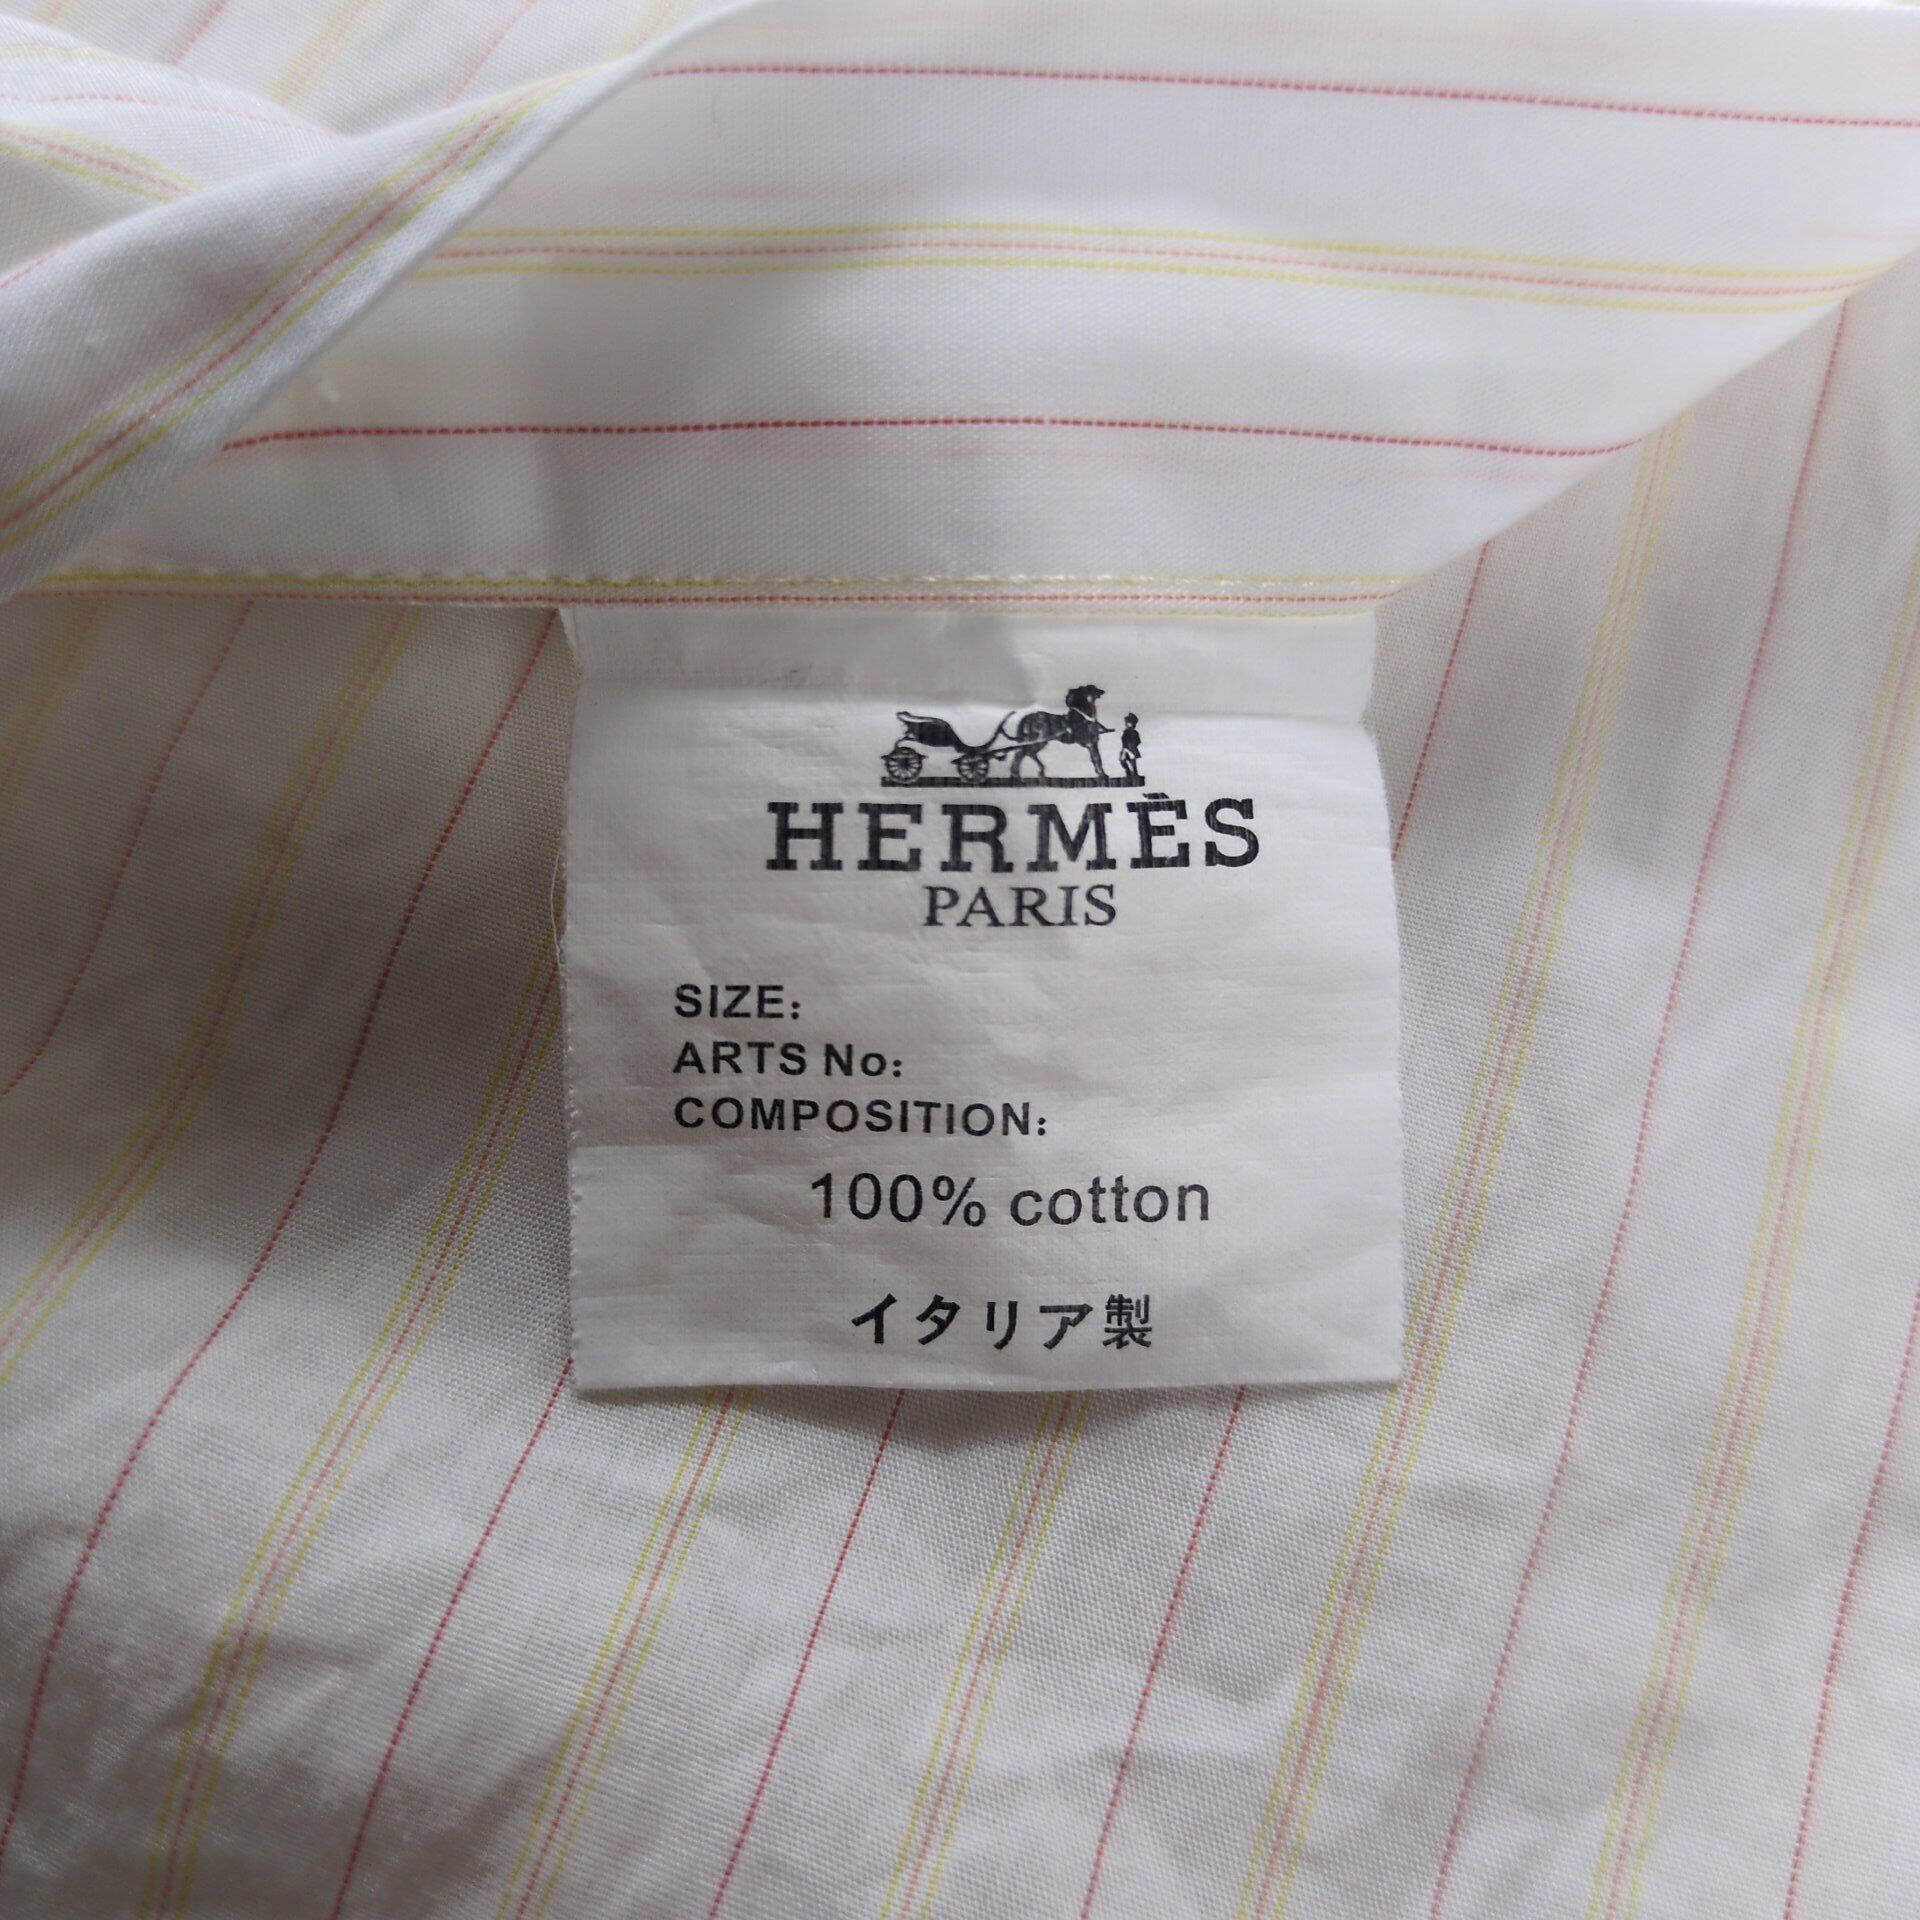 HERMÈS
PARIS
SIZE:
ARTS No:
COMPOSITION:
100% cotton
イタリア製